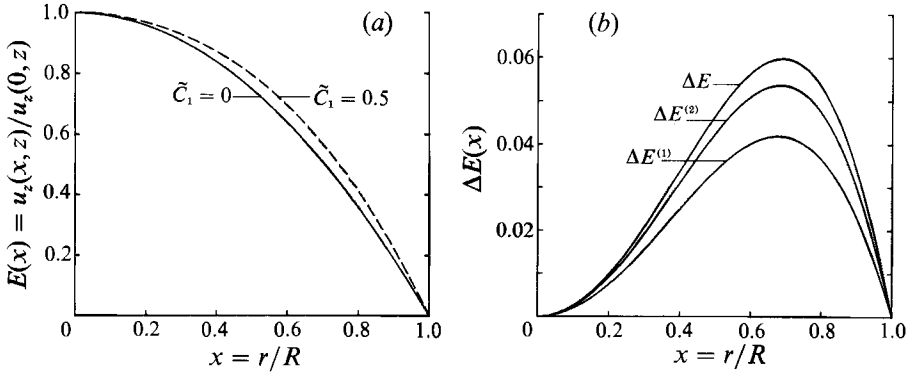 (a)
E(x) = u_z(x, z)/u_z(0, z)
1.0
0.8
0.6
0.4
0.2
C̃₁ = 0
C̃₁ = 0.5
0 0.2 0.4 0.6 0.8 1.0
x = r/R
(b)
ΔE(x)
0.06
0.04
0.02
0
ΔE
ΔE⁽²⁾
ΔE⁽¹⁾
0 0.2 0.4 0.6 0.8 1.0
x = r/R